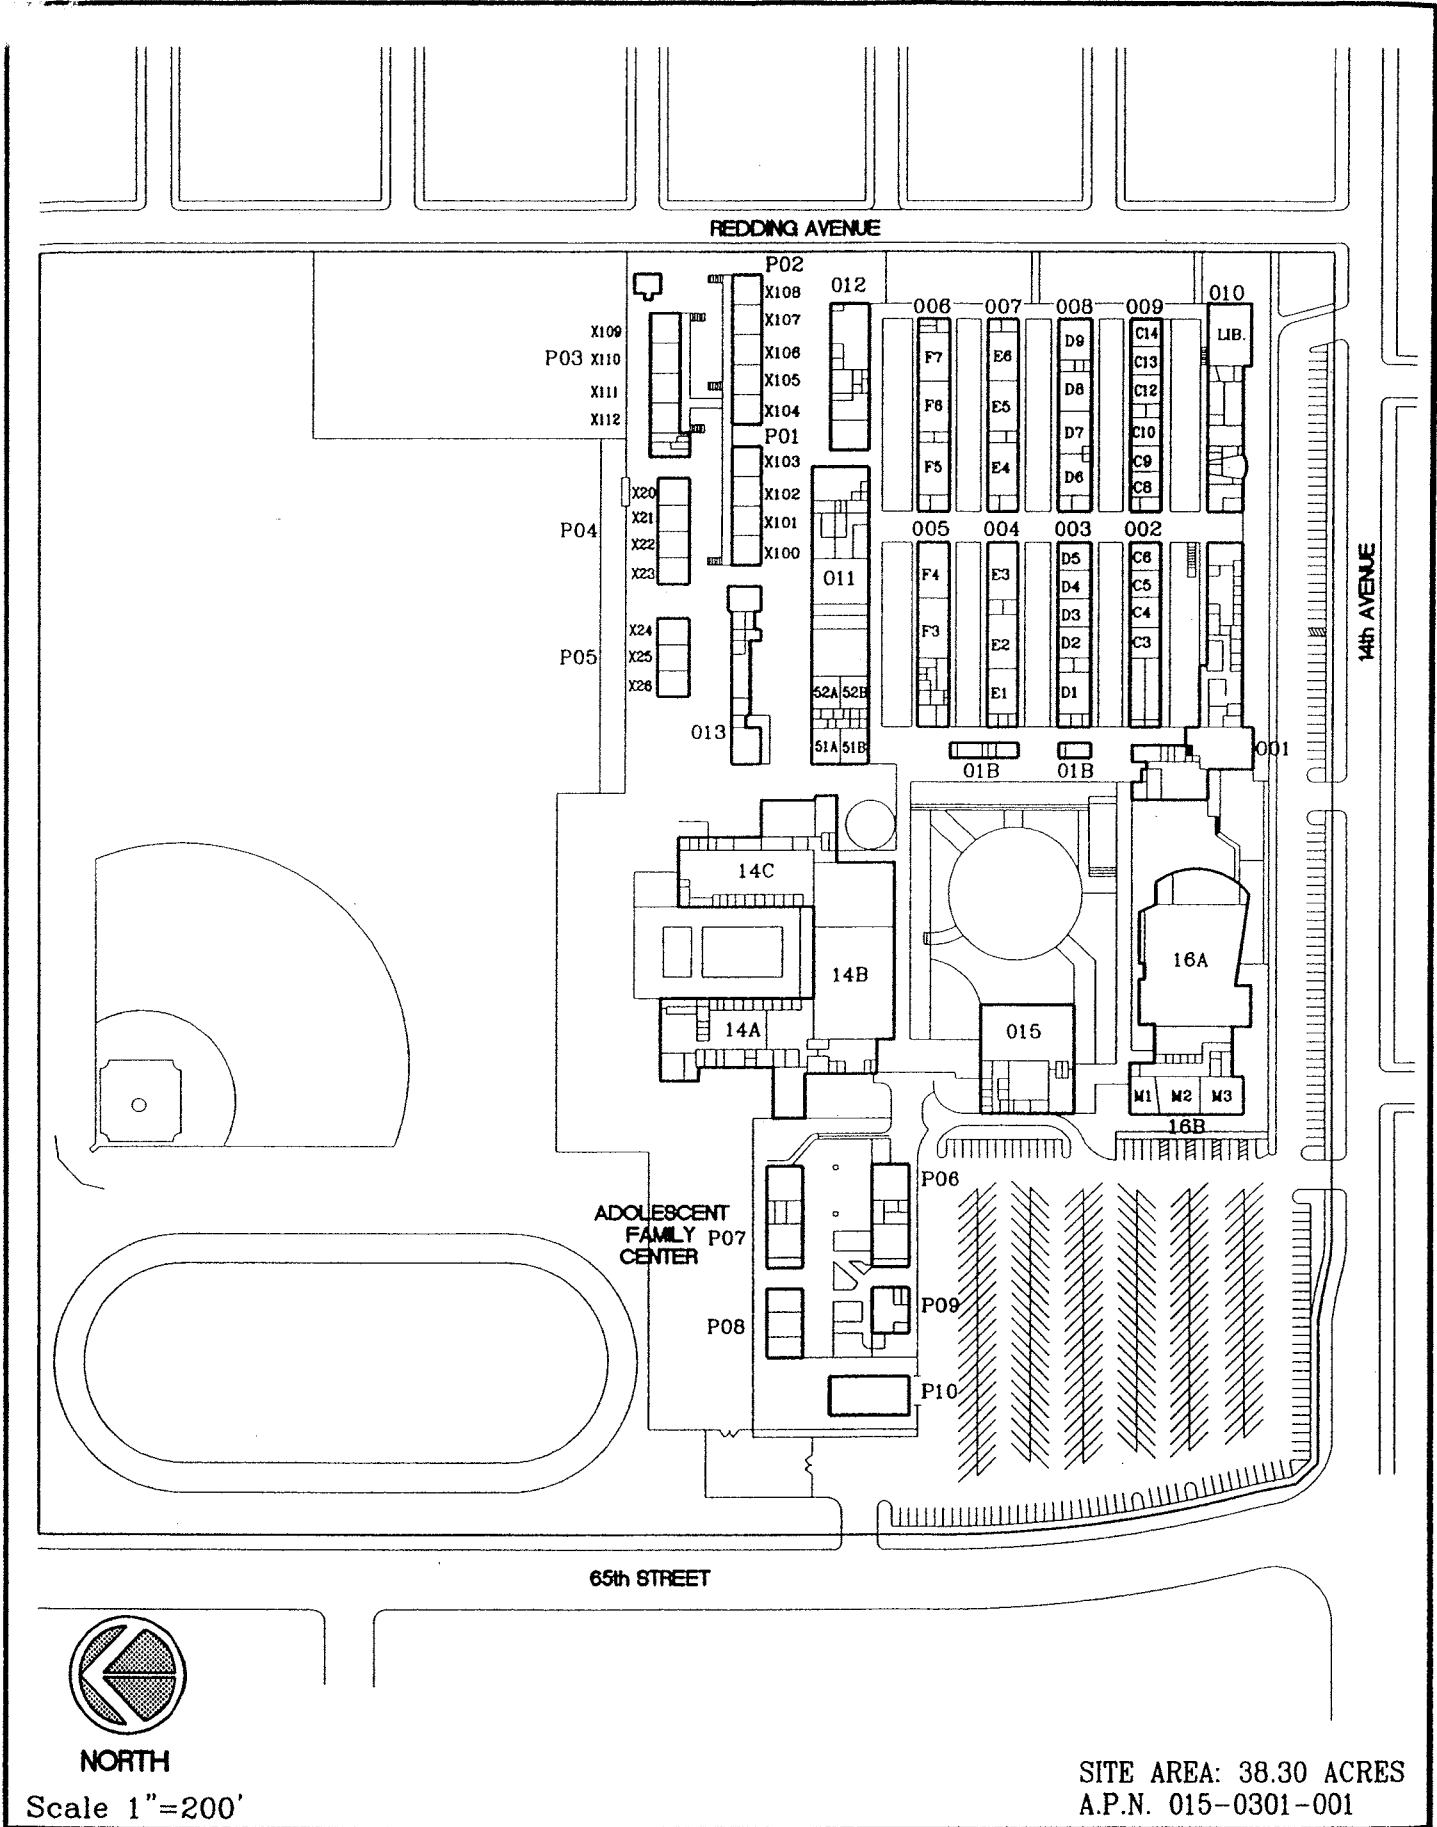 REDDING AVENUE
P02
X108
X107
X106
X105
X104
P01
X103
X102
X101
X100
X109
P03 X110
X111
X112
X20
X21
P04
X22
X23
X24
P05
X25
X26
013
012
011
52A 52B
51A 51B
006
F7
F6
F5
007
E6
E5
E4
008
D9
D8
D7
D6
009
C14
C13
C12
C10
C9
C8
010
LIB.
005
F4
F3
004
E3
E2
E1
003
D5
D4
D3
D2
D1
002
C6
C5
C4
C3
001
01B
01B
14th AVENUE
14C
14B
14A
015
16A
M1 M2 M3
16B
P06
ADOLESCENT
FAMILY
CENTER
P07
P08
P09
P10
65th STREET
NORTH
Scale 1"=200'
SITE AREA: 38.30 ACRES
A.P.N. 015-0301-001